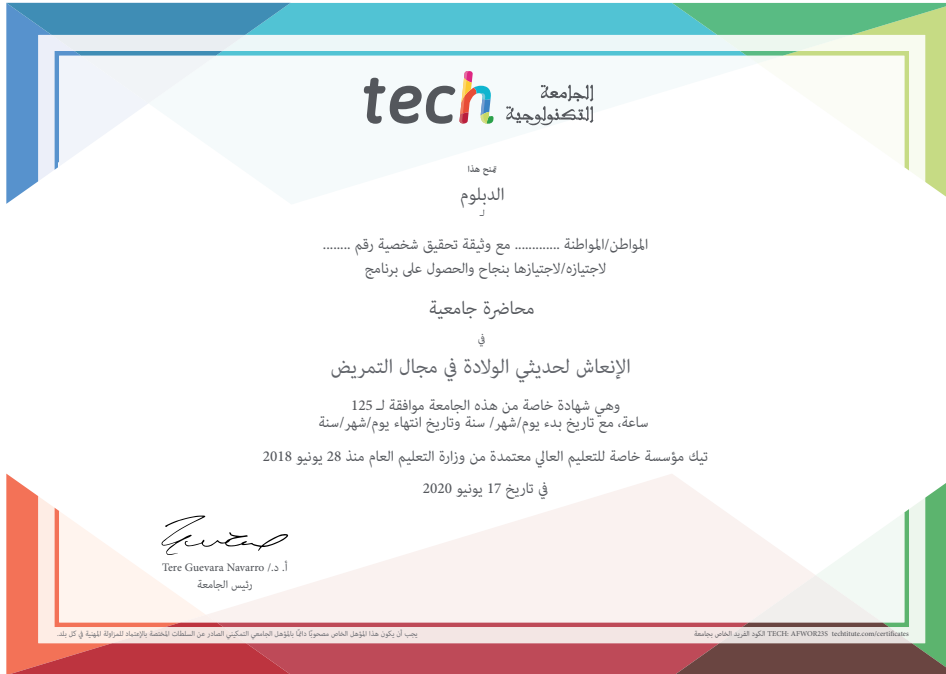 tech الجامعة
التكنولوجية
تمنح هذا
الدبلوم
لـ
المواطن/المواطنة ............. مع وثيقة تحقيق شخصية رقم ........
لاجتيازه/لاجتيازها بنجاح والحصول على برنامج
محاضرة جامعية
في
الإنعاش لحديثي الولادة في مجال التمريض
وهي شهادة خاصة من هذه الجامعة موافقة لـ 125
ساعة، مع تاريخ بدء يوم/شهر/ سنة وتاريخ انتهاء يوم/شهر/سنة
تيك مؤسسة خاصة للتعليم العالي معتمدة من وزارة التعليم العام منذ 28 يونيو 2018
في تاريخ 17 يونيو 2020
أ. د./ Tere Guevara Navarro
رئيس الجامعة
يجب أن يكون هذا المؤهل الخاص مصحوبًا دائمًا بالمؤهل الجامعي التمكيني الصادر عن السلطات المختصة بالإعتماد للمزاولة المهنية في كل بلد.
الكود الفريد الخاص بجامعة TECH: AFWOR23S techtitute.com/certificates